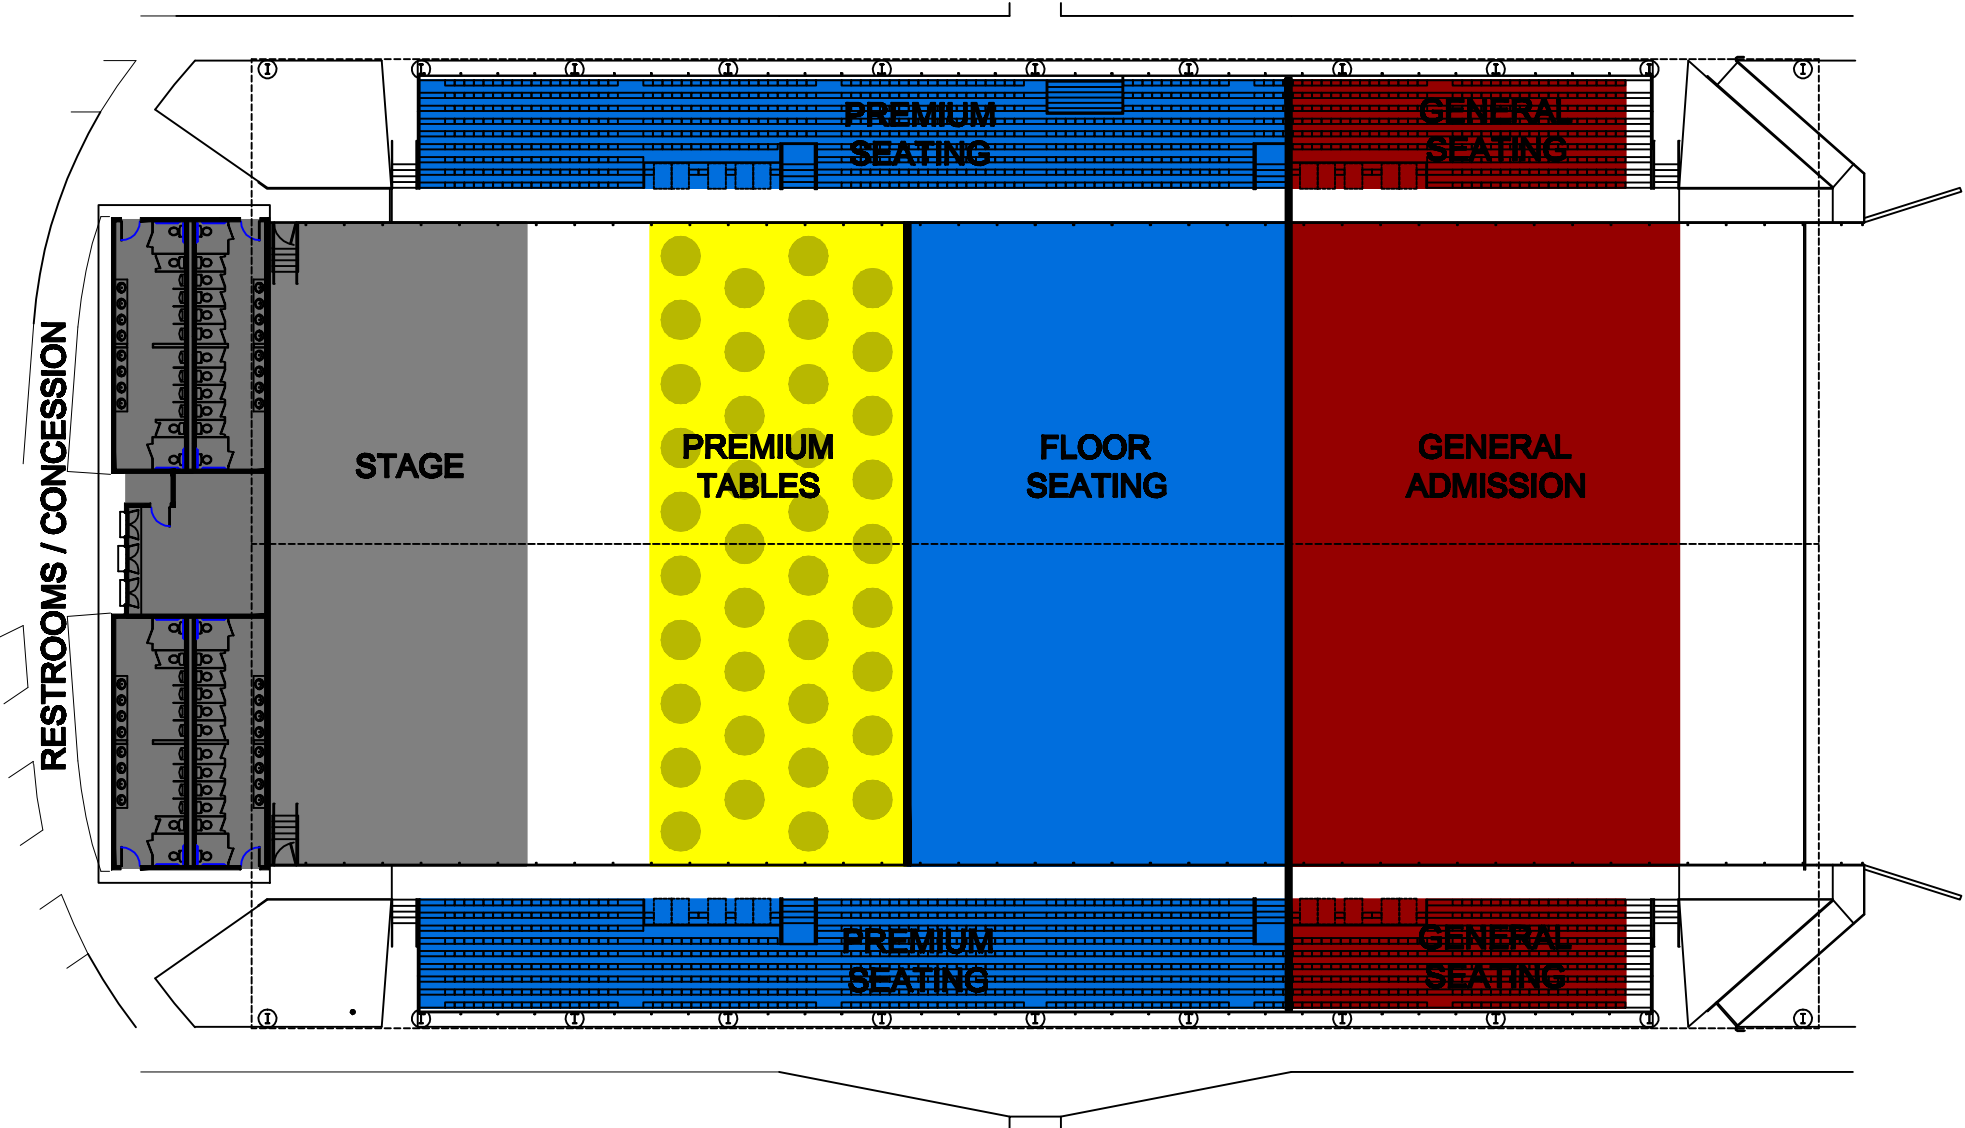 PREMIUM
SEATING
GENERAL
SEATING
RESTROOMS / CONCESSION
STAGE
PREMIUM
TABLES
FLOOR
SEATING
GENERAL
ADMISSION
PREMIUM
SEATING
GENERAL
SEATING